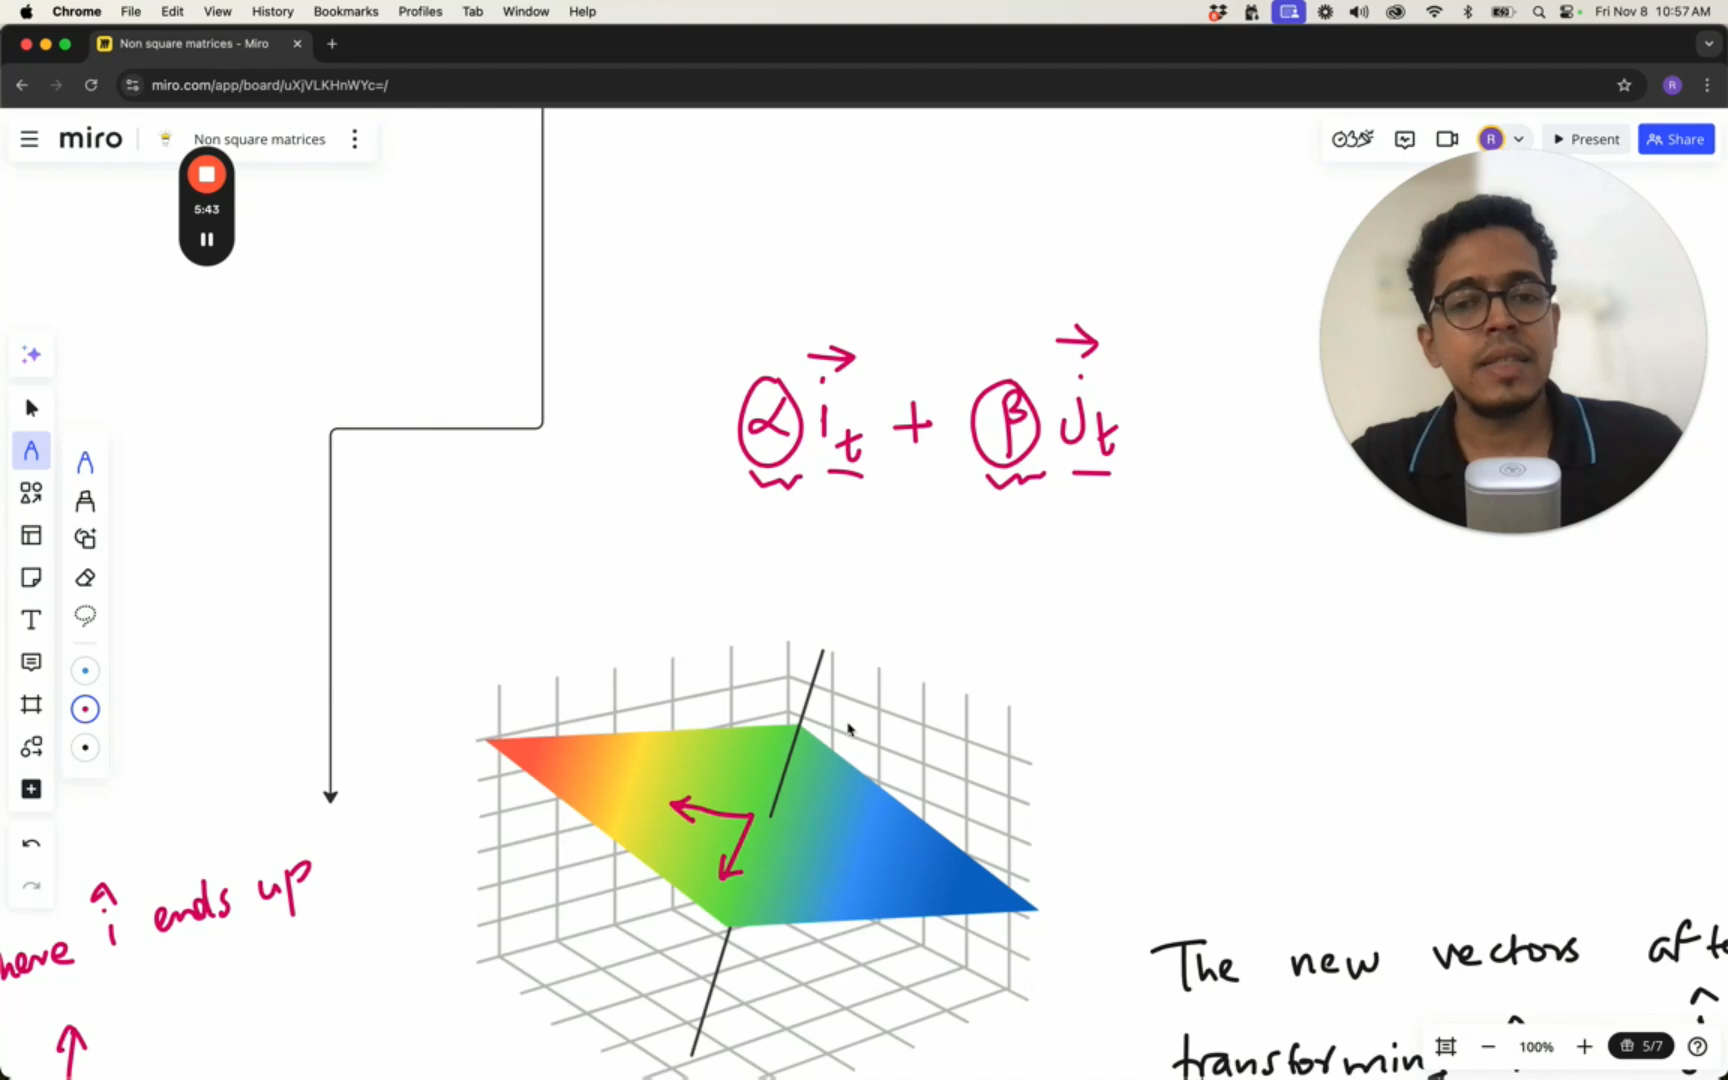 Chrome File Edit View History Bookmarks Profiles Tab Window Help Fri Nov 8 10:57 AM
Non square matrices - Miro
miro.com/app/board/uXjVLKHnWYc=/ R
miro Non square matrices R Present Share
5:43
α i t + β j t
here i ends up
The new vectors afte
transforming
100% 5/7